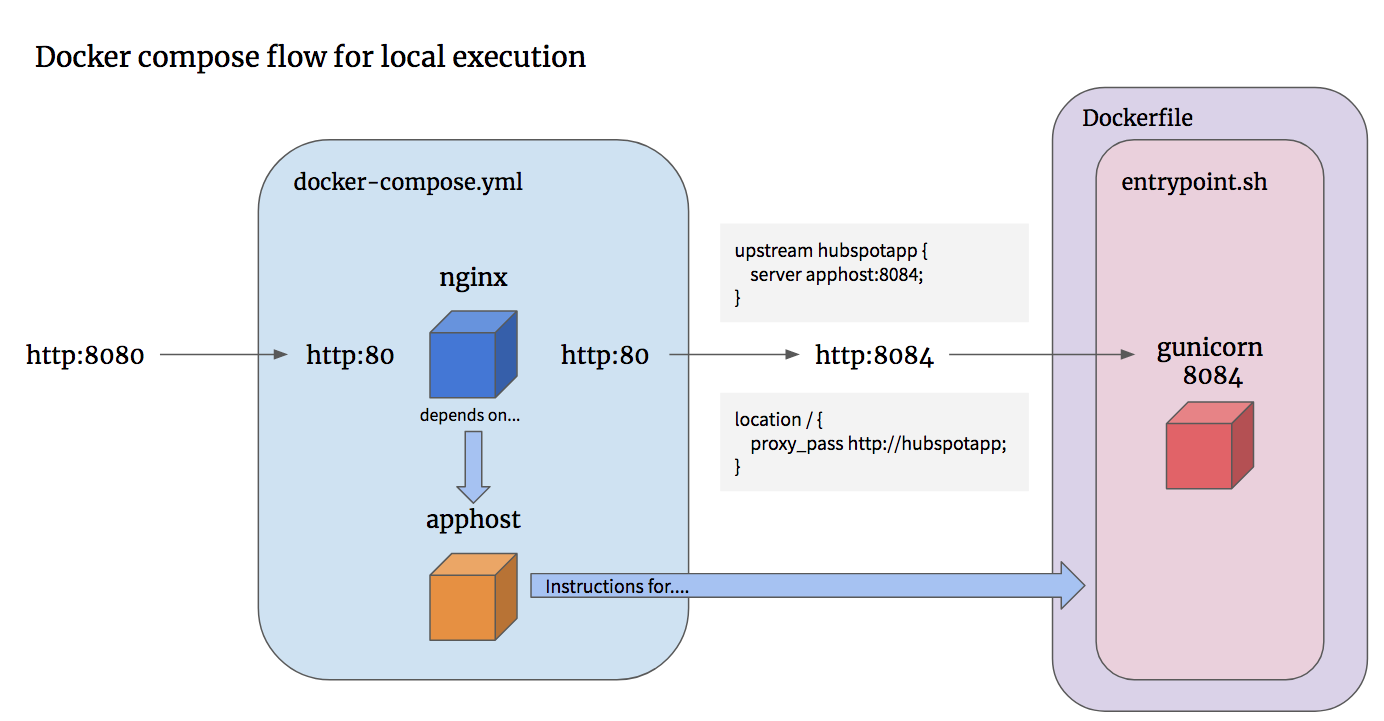 Docker compose flow for local execution
Dockerfile
docker-compose.yml
entrypoint.sh
upstream hubspotapp {
server apphost:8084;
}
nginx
http:8080
http:80
http:80
http:8084
gunicorn
8084
depends on...
location / {
proxy_pass http://hubspotapp;
}
apphost
Instructions for....